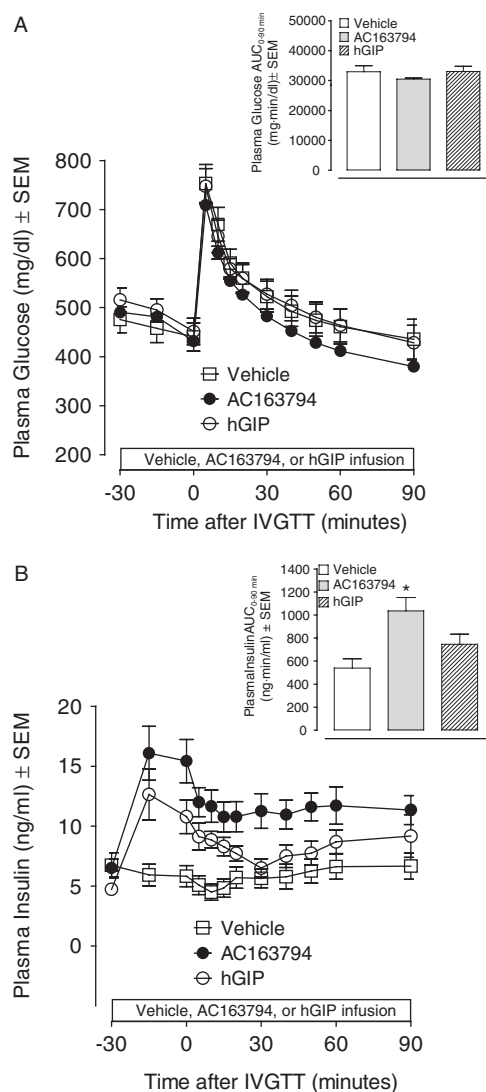 A
Plasma Glucose AUC0-90 min
(mg·min/dl)± SEM
60000
50000
40000
30000
20000
10000
0
Vehicle
AC163794
hGIP
Plasma Glucose (mg/dl) ± SEM
800
700
600
500
400
300
200
Vehicle
AC163794
hGIP
Vehicle, AC163794, or hGIP infusion
-30 0 30 60 90
Time after IVGTT (minutes)
B
PlasmaInsulinAUC0-90 min
(ng·min/ml) ± SEM
1400
1200
1000
800
600
400
200
0
Vehicle
AC163794
hGIP
*
Plasma Insulin (ng/ml) ± SEM
20
15
10
5
0
Vehicle
AC163794
hGIP
Vehicle, AC163794, or hGIP infusion
-30 0 30 60 90
Time after IVGTT (minutes)